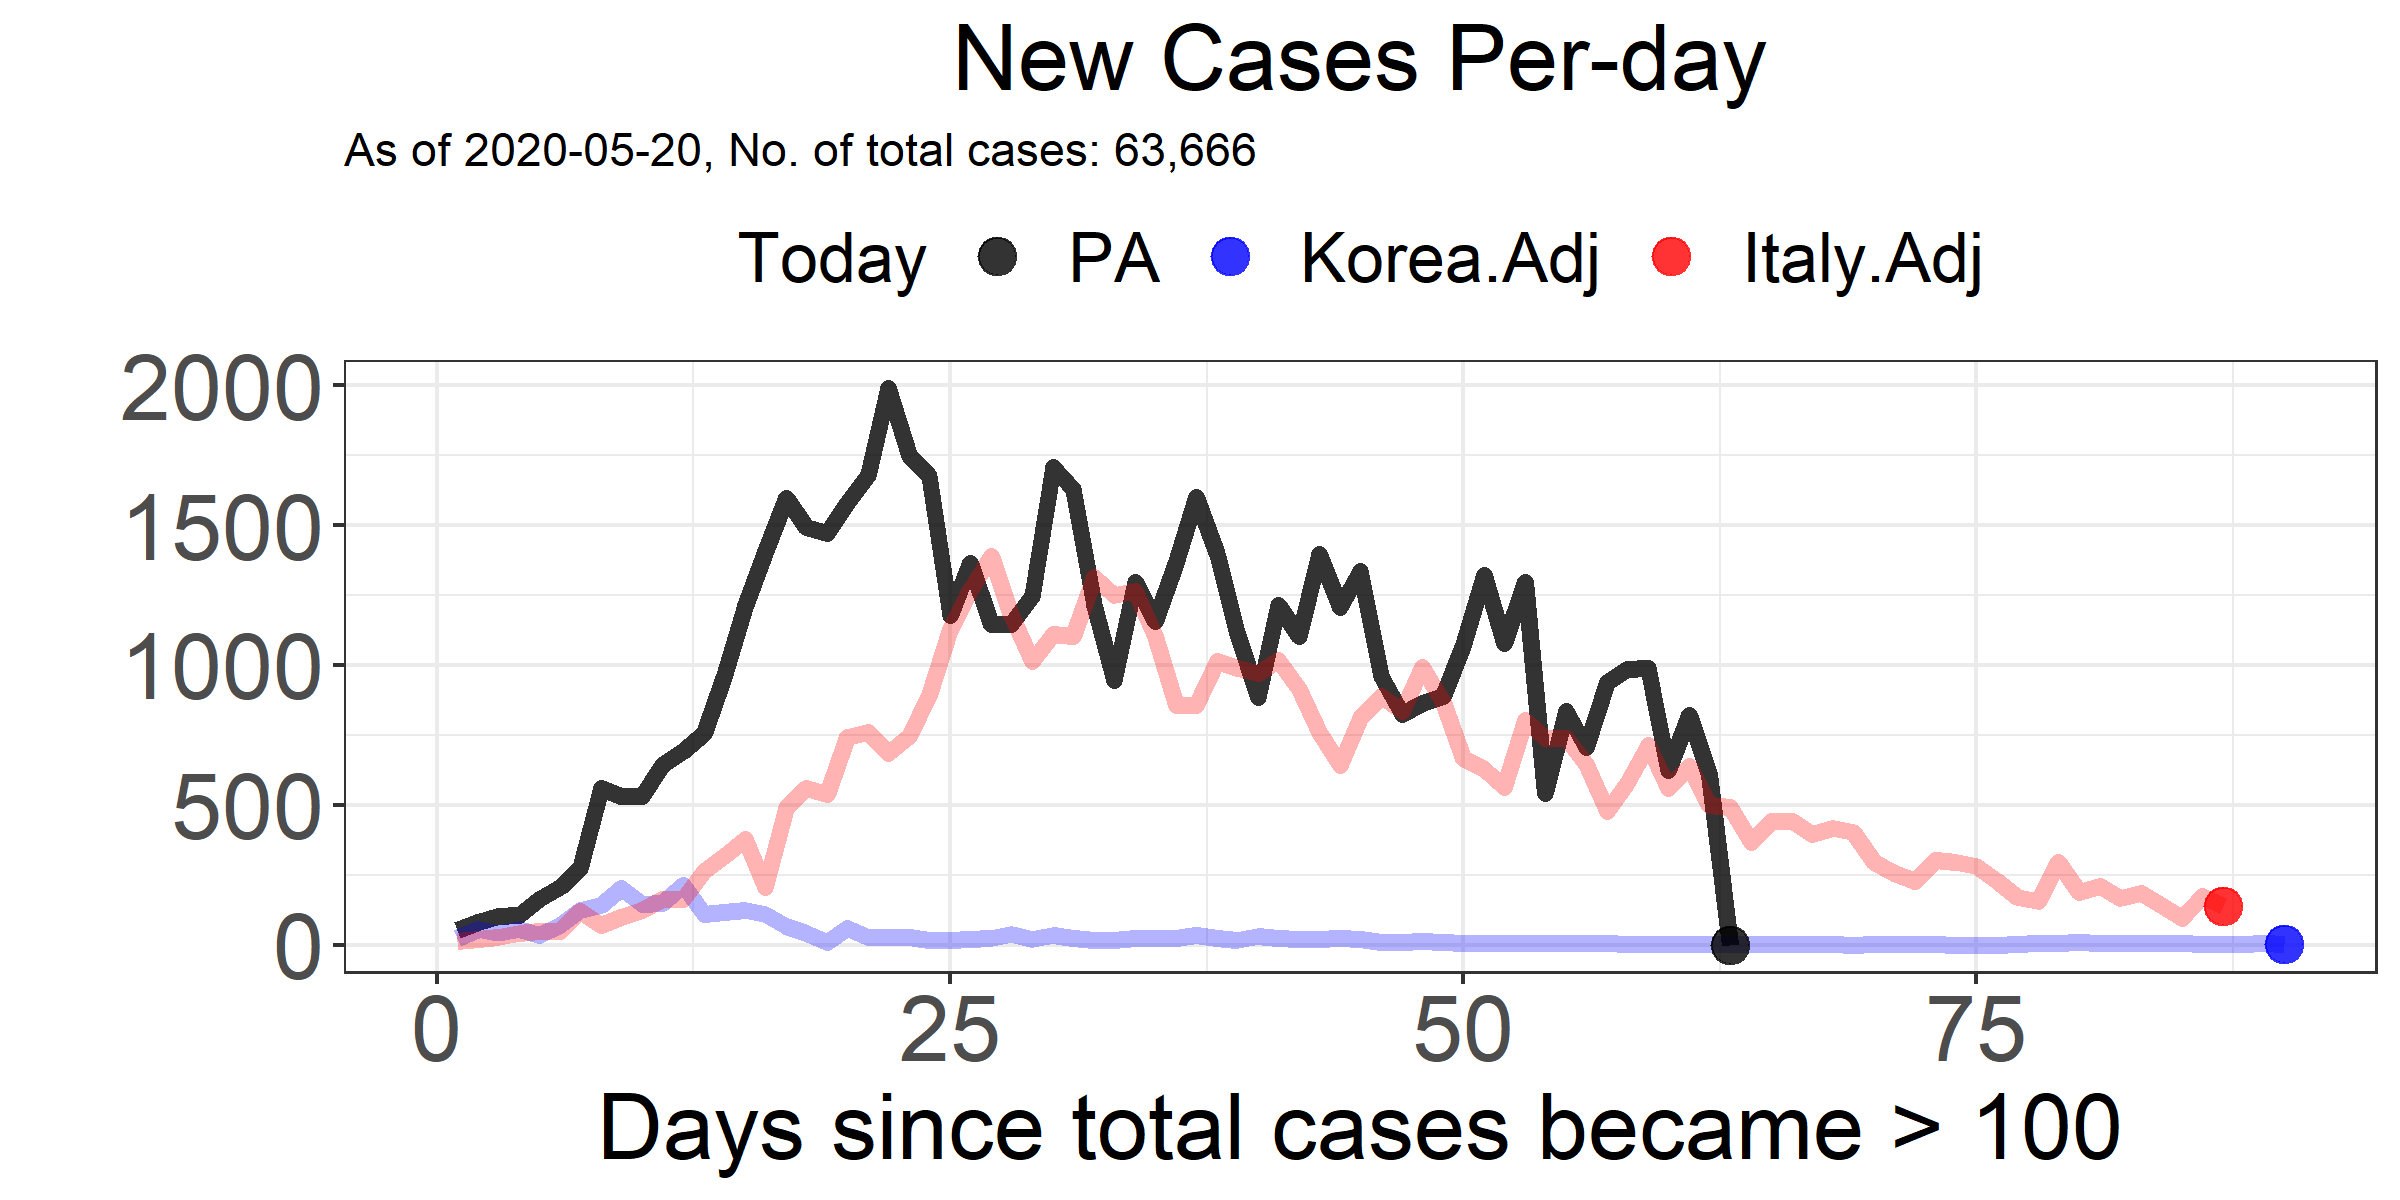 New Cases Per-day
As of 2020-05-20, No. of total cases: 63,666
Today PA Korea.Adj Italy.Adj
2000
1500
1000
500
0
0 25 50 75
Days since total cases became > 100